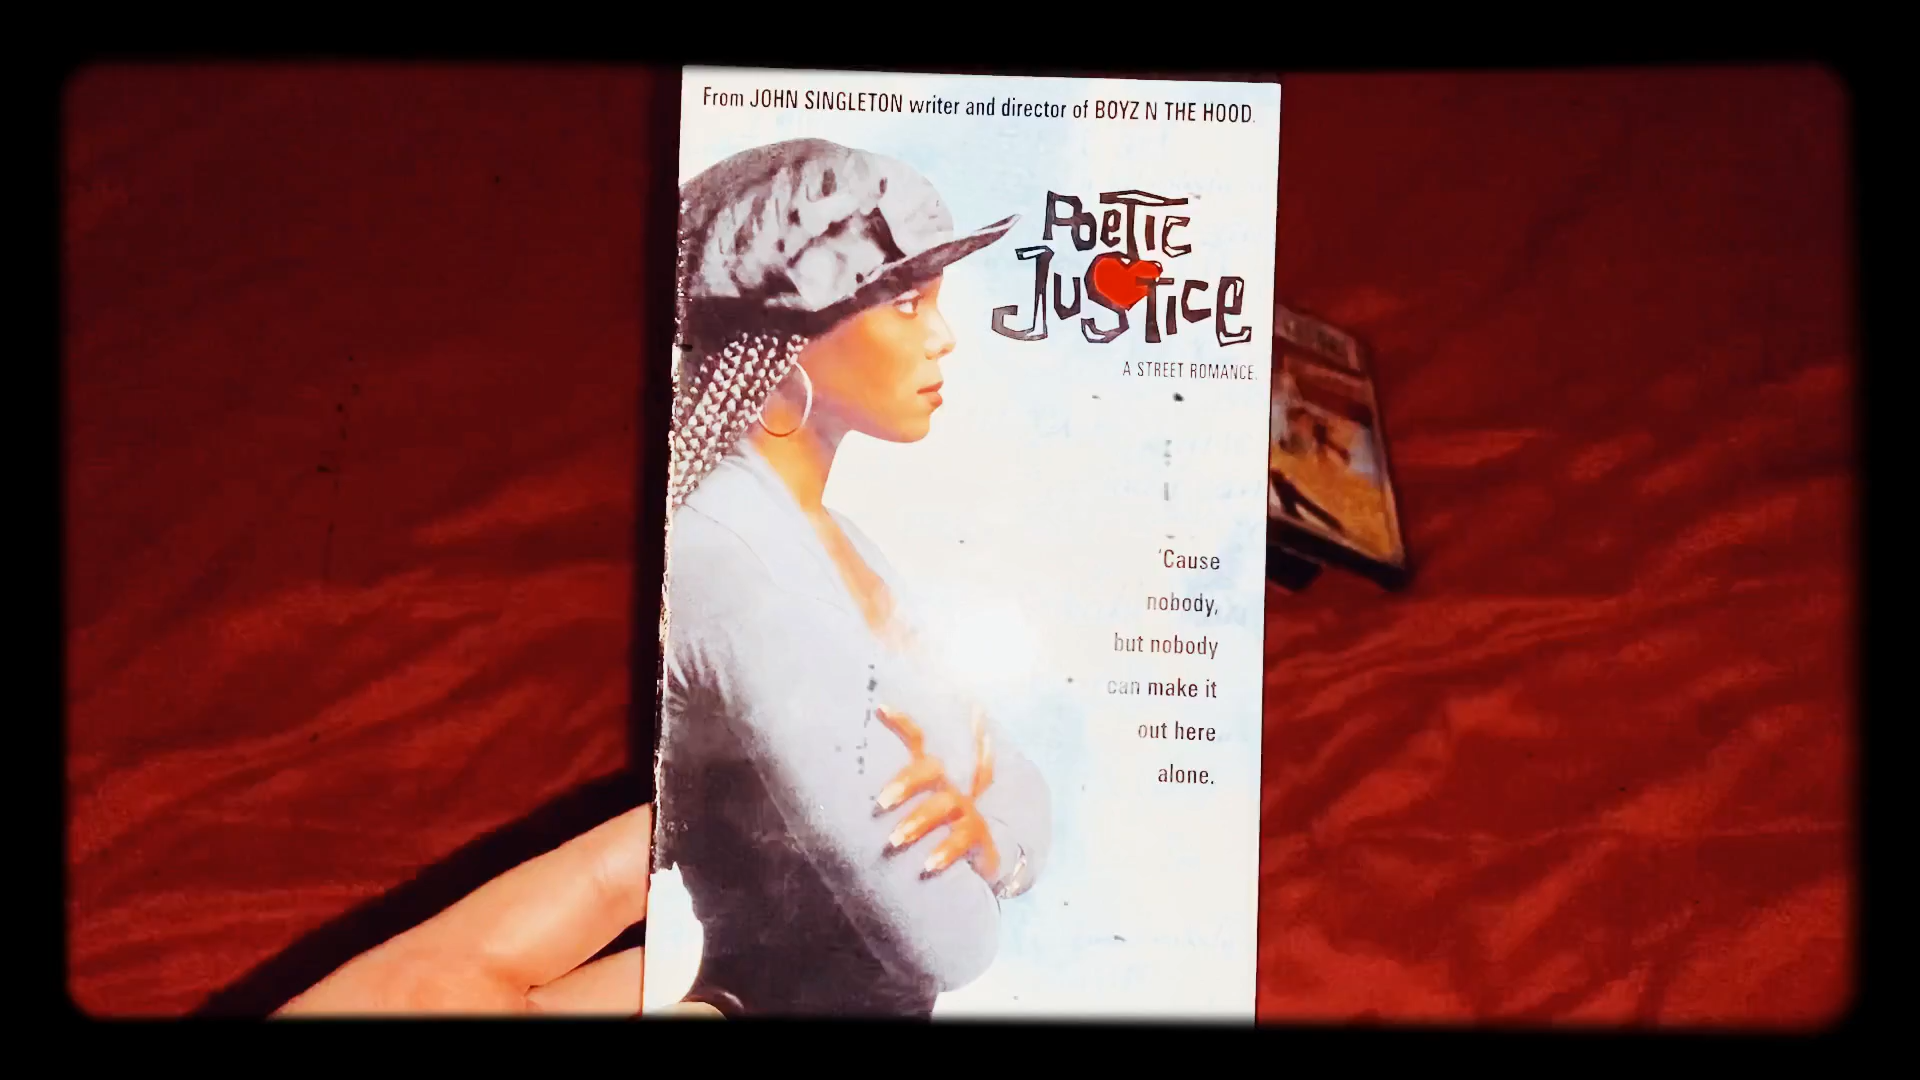 From JOHN SINGLETON writer and director of BOYZ N THE HOOD.
POETIC
JUSTICE
A STREET ROMANCE.
'Cause
nobody,
but nobody
can make it
out here
alone.